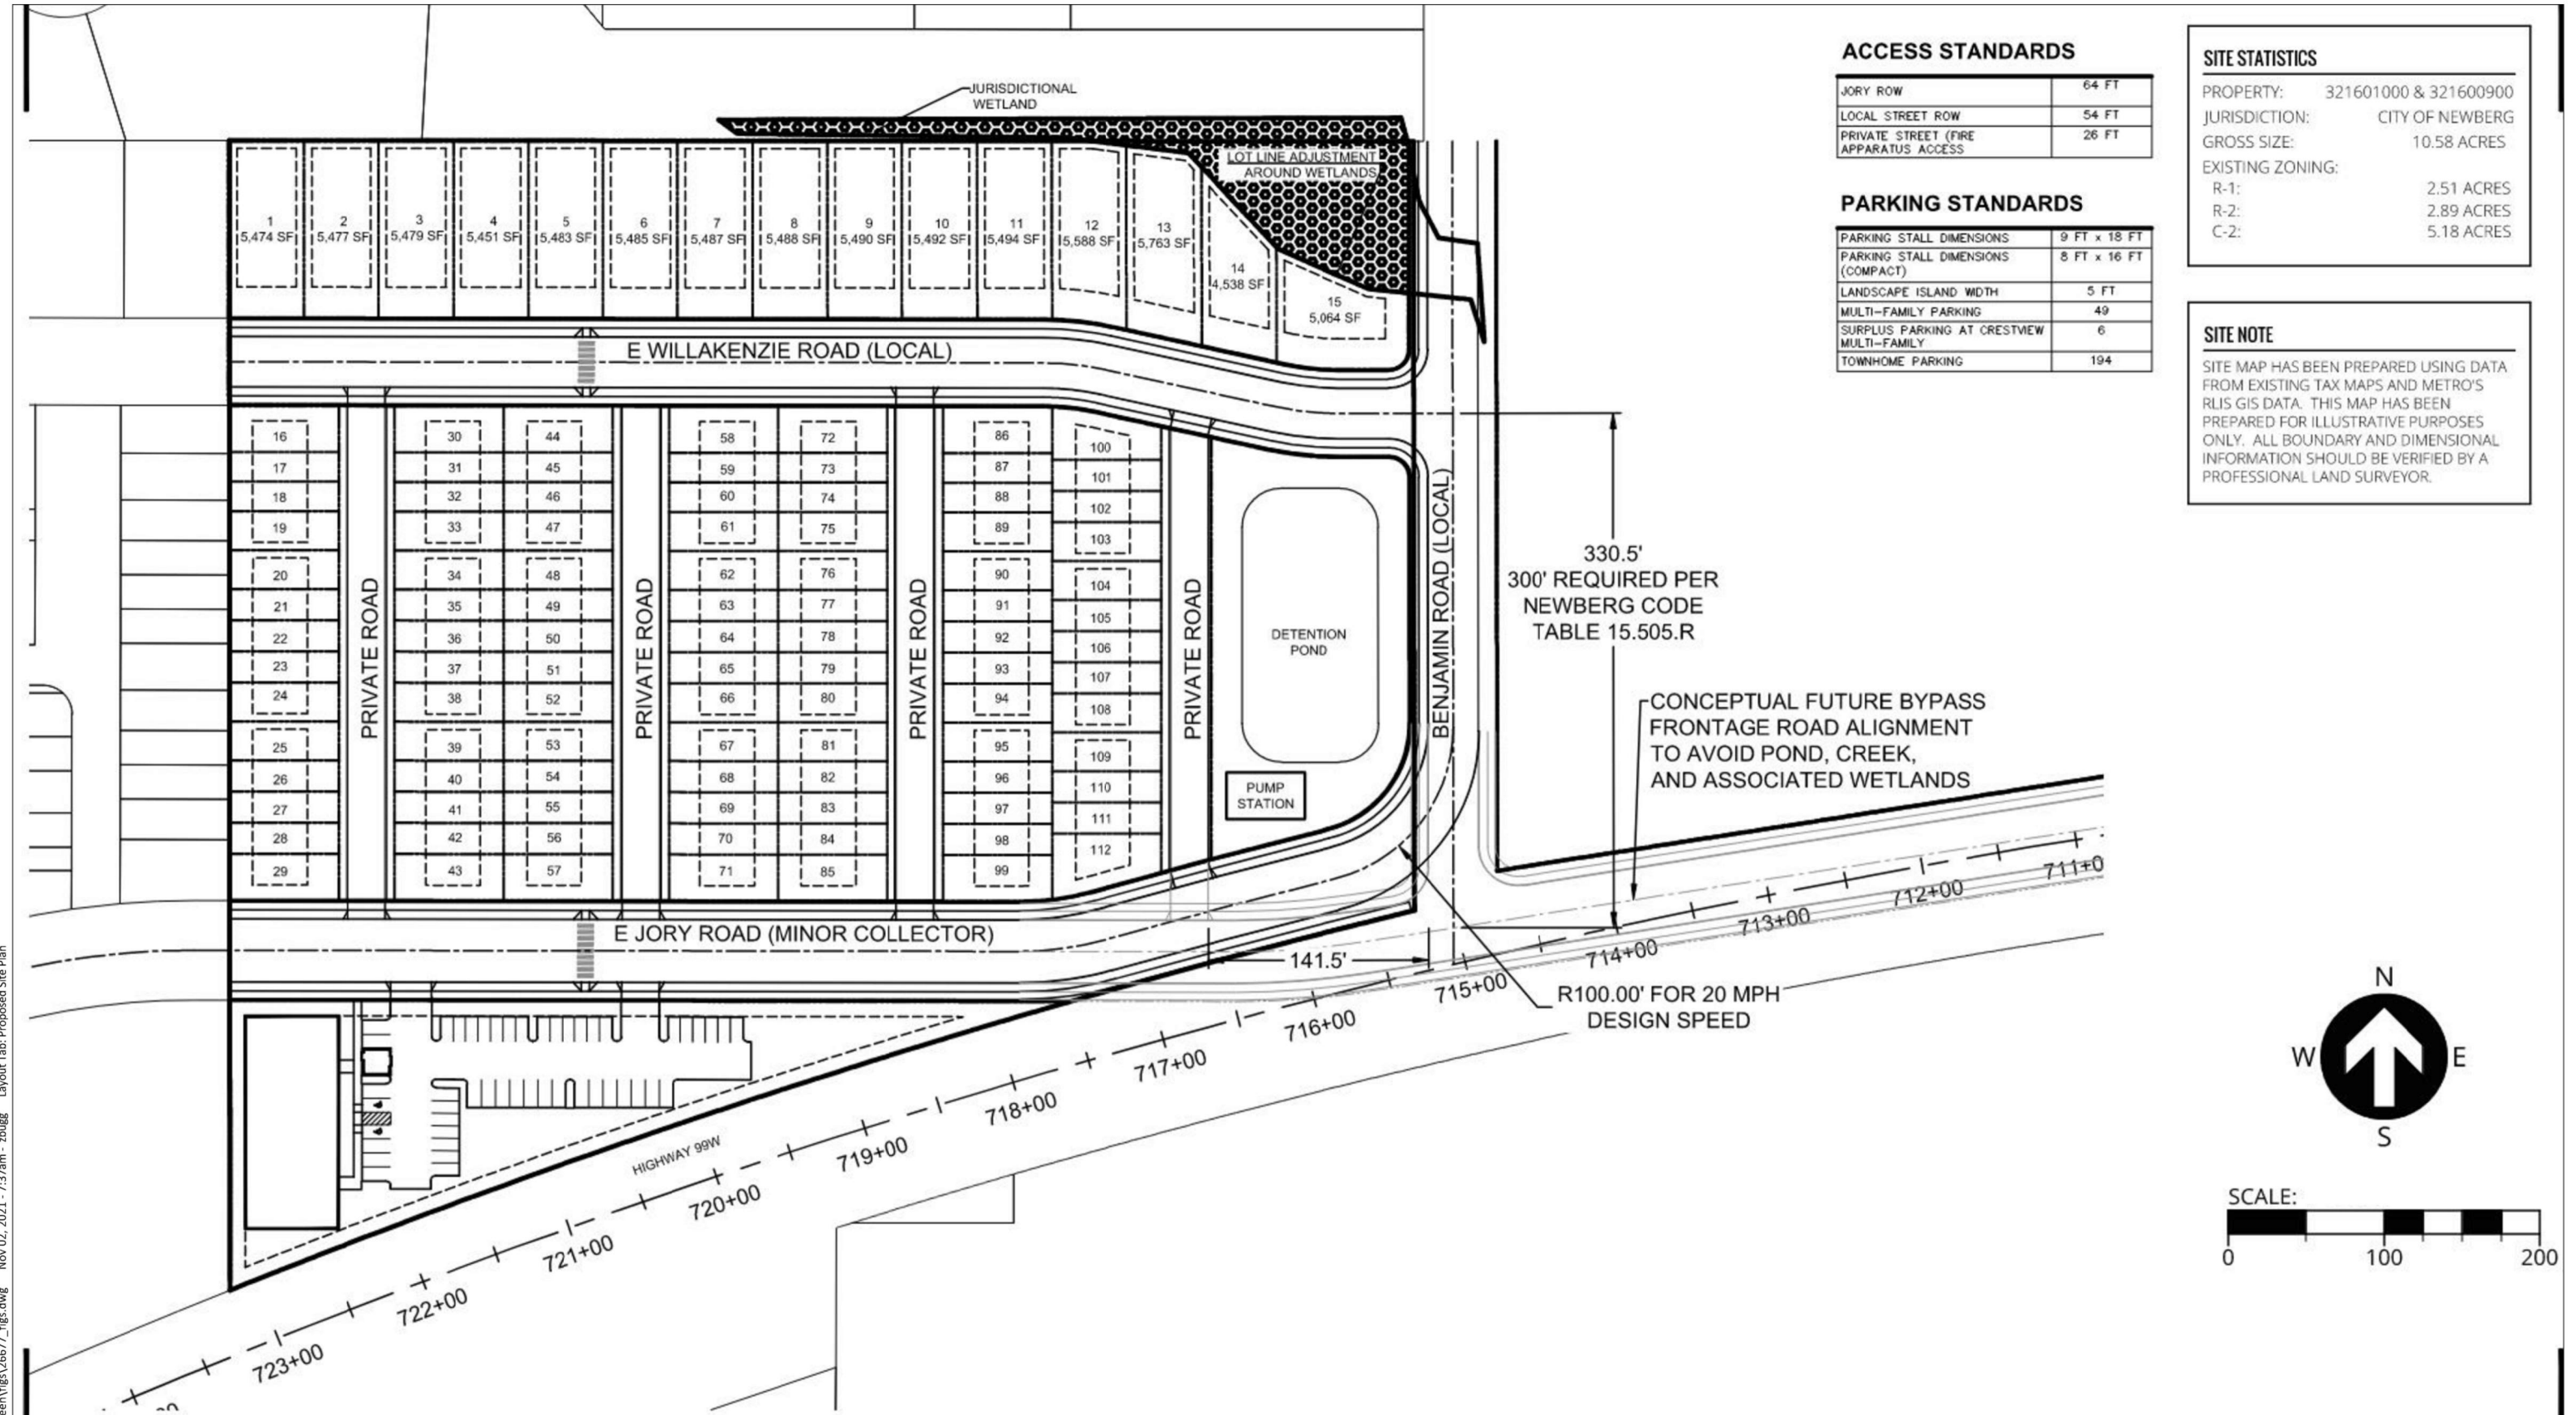 JURISDICTIONAL
WETLAND
LOT LINE ADJUSTMENT
AROUND WETLANDS
1
5,474 SF
2
5,477 SF
3
5,479 SF
4
5,451 SF
5
5,483 SF
6
5,485 SF
7
5,487 SF
8
5,488 SF
9
5,490 SF
10
5,492 SF
11
5,494 SF
12
5,588 SF
13
5,763 SF
14
4,538 SF
15
5,064 SF
E WILLAKENZIE ROAD (LOCAL)
16
17
18
19
20
21
22
23
24
25
26
27
28
29
PRIVATE ROAD
30
31
32
33
34
35
36
37
38
39
40
41
42
43
44
45
46
47
48
49
50
51
52
53
54
55
56
57
PRIVATE ROAD
58
59
60
61
62
63
64
65
66
67
68
69
70
71
72
73
74
75
76
77
78
79
80
81
82
83
84
85
PRIVATE ROAD
86
87
88
89
90
91
92
93
94
95
96
97
98
99
100
101
102
103
104
105
106
107
108
109
110
111
112
PRIVATE ROAD
DETENTION
POND
PUMP
STATION
BENJAMIN ROAD (LOCAL)
330.5'
300' REQUIRED PER
NEWBERG CODE
TABLE 15.505.R
CONCEPTUAL FUTURE BYPASS
FRONTAGE ROAD ALIGNMENT
TO AVOID POND, CREEK,
AND ASSOCIATED WETLANDS
E JORY ROAD (MINOR COLLECTOR)
141.5'
R100.00' FOR 20 MPH
DESIGN SPEED
HIGHWAY 99W
711+0
712+00
713+00
714+00
715+00
716+00
717+00
718+00
719+00
720+00
721+00
722+00
723+00
ACCESS STANDARDS
JORY ROW 64 FT
LOCAL STREET ROW 54 FT
PRIVATE STREET (FIRE 26 FT
APPARATUS ACCESS
PARKING STANDARDS
PARKING STALL DIMENSIONS 9 FT x 18 FT
PARKING STALL DIMENSIONS 8 FT x 16 FT
(COMPACT)
LANDSCAPE ISLAND WIDTH 5 FT
MULTI-FAMILY PARKING 49
SURPLUS PARKING AT CRESTVIEW 6
MULTI-FAMILY
TOWNHOME PARKING 194
SITE STATISTICS
PROPERTY: 321601000 & 321600900
JURISDICTION: CITY OF NEWBERG
GROSS SIZE: 10.58 ACRES
EXISTING ZONING:
R-1: 2.51 ACRES
R-2: 2.89 ACRES
C-2: 5.18 ACRES
SITE NOTE
SITE MAP HAS BEEN PREPARED USING DATA
FROM EXISTING TAX MAPS AND METRO'S
RLIS GIS DATA. THIS MAP HAS BEEN
PREPARED FOR ILLUSTRATIVE PURPOSES
ONLY. ALL BOUNDARY AND DIMENSIONAL
INFORMATION SHOULD BE VERIFIED BY A
PROFESSIONAL LAND SURVEYOR.
N
W E
S
SCALE:
0 100 200
Nov 02, 2021 - 7:37am - zbugg Layout Tab: Proposed Site Plan